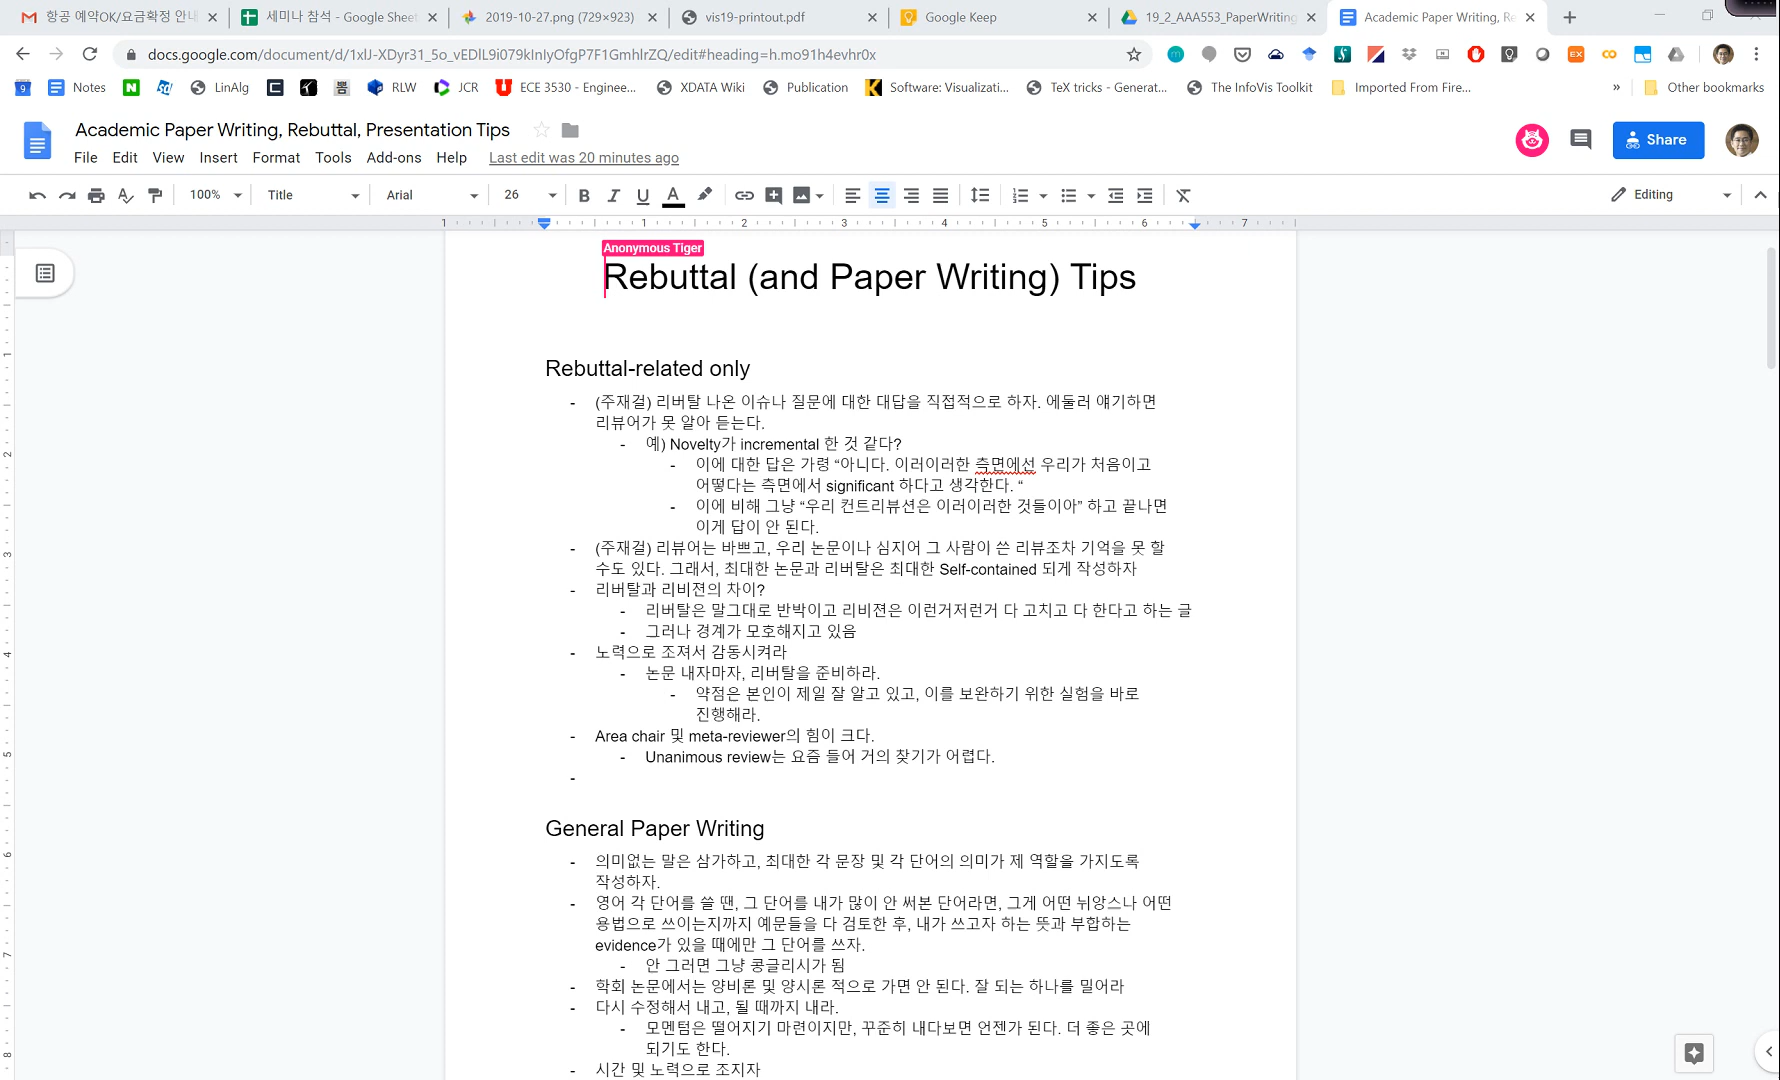 항공 예약OK/요금확정 안내
세미나 참석 - Google Sheet
2019-10-27.png (729×923)
vis19-printout.pdf
Google Keep
19_2_AAA553_PaperWriting
Academic Paper Writing, Re
docs.google.com/document/d/1xlJ-XDyr31_5o_vEDlL9i079kInIyOfgP7F1GmhlrZQ/edit#heading=h.mo91h4evhr0x
Notes
LinAlg
뽐
RLW
JCR
ECE 3530 - Enginee...
XDATA Wiki
Publication
Software: Visualizati...
TeX tricks - Generat...
The InfoVis Toolkit
Imported From Fire...
»
Other bookmarks
Academic Paper Writing, Rebuttal, Presentation Tips
File Edit View Insert Format Tools Add-ons Help Last edit was 20 minutes ago
Share
100% Title Arial 26 B I U A Editing
1 1 2 3 4 5 6 7
Anonymous Tiger
Rebuttal (and Paper Writing) Tips
Rebuttal-related only
- (주재걸) 리버탈 나온 이슈나 질문에 대한 대답을 직접적으로 하자. 에둘러 얘기하면
리뷰어가 못 알아 듣는다.
- 예) Novelty가 incremental 한 것 같다?
- 이에 대한 답은 가령 “아니다. 이러이러한 측면에선 우리가 처음이고
어떻다는 측면에서 significant 하다고 생각한다. “
- 이에 비해 그냥 “우리 컨트리뷰션은 이러이러한 것들이야” 하고 끝나면
이게 답이 안 된다.
- (주재걸) 리뷰어는 바쁘고, 우리 논문이나 심지어 그 사람이 쓴 리뷰조차 기억을 못 할
수도 있다. 그래서, 최대한 논문과 리버탈은 최대한 Self-contained 되게 작성하자
- 리버탈과 리비젼의 차이?
- 리버탈은 말그대로 반박이고 리비젼은 이런거저런거 다 고치고 다 한다고 하는 글
- 그러나 경계가 모호해지고 있음
- 노력으로 조져서 감동시켜라
- 논문 내자마자, 리버탈을 준비하라.
- 약점은 본인이 제일 잘 알고 있고, 이를 보완하기 위한 실험을 바로
진행해라.
- Area chair 및 meta-reviewer의 힘이 크다.
- Unanimous review는 요즘 들어 거의 찾기가 어렵다.
-
General Paper Writing
- 의미없는 말은 삼가하고, 최대한 각 문장 및 각 단어의 의미가 제 역할을 가지도록
작성하자.
- 영어 각 단어를 쓸 땐, 그 단어를 내가 많이 안 써본 단어라면, 그게 어떤 뉘앙스나 어떤
용법으로 쓰이는지까지 예문들을 다 검토한 후, 내가 쓰고자 하는 뜻과 부합하는
evidence가 있을 때에만 그 단어를 쓰자.
- 안 그러면 그냥 콩글리시가 됨
- 학회 논문에서는 양비론 및 양시론 적으로 가면 안 된다. 잘 되는 하나를 밀어라
- 다시 수정해서 내고, 될 때까지 내라.
- 모멘텀은 떨어지기 마련이지만, 꾸준히 내다보면 언젠가 된다. 더 좋은 곳에
되기도 한다.
- 시간 및 노력으로 조지자